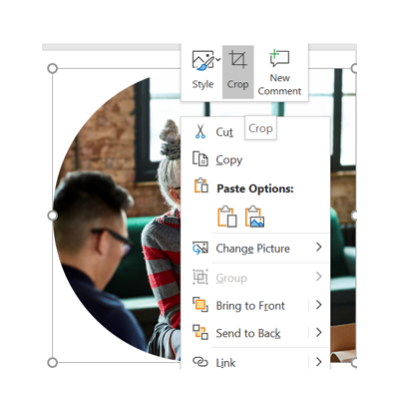 Style
Crop
New
Comment
Cut
Crop
Copy
Paste Options:
Change Picture
Group
Bring to Front
Send to Back
Link